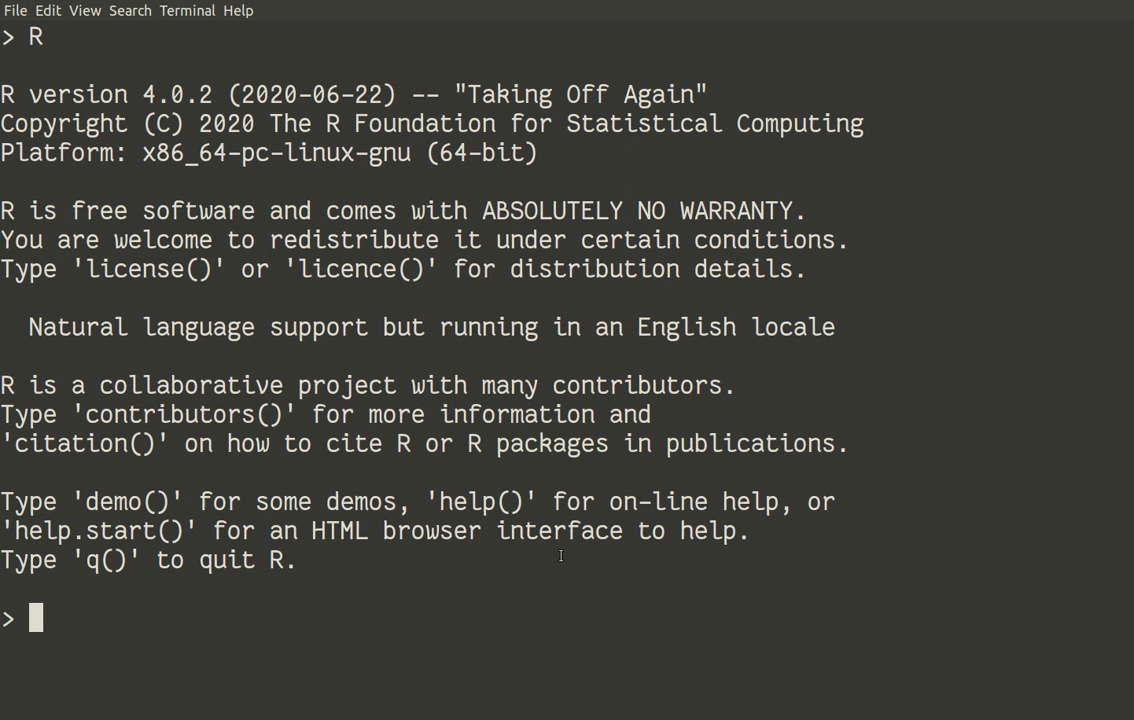 File Edit View Search Terminal Help
> R
R version 4.0.2 (2020-06-22) -- "Taking Off Again"
Copyright (C) 2020 The R Foundation for Statistical Computing
Platform: x86_64-pc-linux-gnu (64-bit)
R is free software and comes with ABSOLUTELY NO WARRANTY.
You are welcome to redistribute it under certain conditions.
Type 'license()' or 'licence()' for distribution details.
Natural language support but running in an English locale
R is a collaborative project with many contributors.
Type 'contributors()' for more information and
'citation()' on how to cite R or R packages in publications.
Type 'demo()' for some demos, 'help()' for on-line help, or
'help.start()' for an HTML browser interface to help.
Type 'q()' to quit R.
>